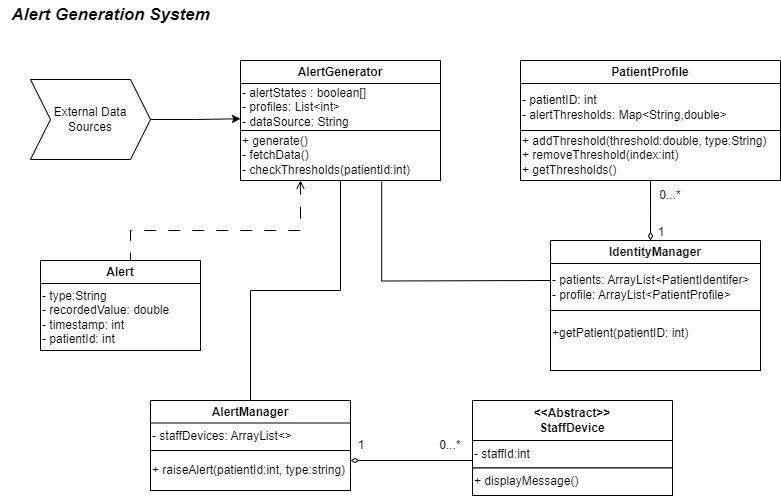 Alert Generation System
External Data
Sources
AlertGenerator
- alertStates : boolean[]
- profiles: List<int>
- dataSource: String
+ generate()
- fetchData()
- checkThresholds(patientId:int)
PatientProfile
- patientID: int
- alertThresholds: Map<String,double>
+ addThreshold(threshold:double, type:String)
+ removeThreshold(index:int)
+ getThresholds()
0...*
1
IdentityManager
- patients: ArrayList<PatientIdentifer>
- profile: ArrayList<PatientProfile>
+getPatient(patientID: int)
Alert
- type:String
- recordedValue: double
- timestamp: int
- patientId: int
AlertManager
- staffDevices: ArrayList<>
+ raiseAlert(patientId:int, type:string)
1
0...*
<<Abstract>>
StaffDevice
- staffId:int
+ displayMessage()